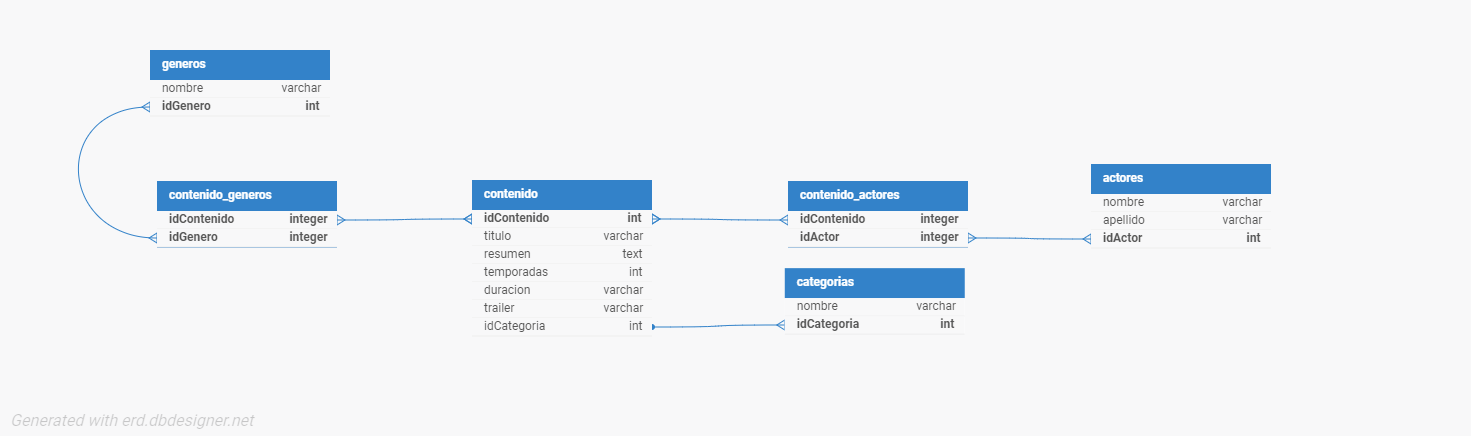 generos
nombre varchar
idGenero int
contenido_generos
idContenido integer
idGenero integer
contenido
idContenido int
titulo varchar
resumen text
temporadas int
duracion varchar
trailer varchar
idCategoria int
contenido_actores
idContenido integer
idActor integer
categorias
nombre varchar
idCategoria int
actores
nombre varchar
apellido varchar
idActor int
Generated with erd.dbdesigner.net